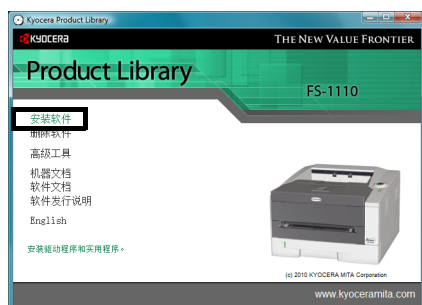 Kyocera Product Library
KYOCERA
THE NEW VALUE FRONTIER
Product Library
FS-1110
安装软件
删除软件
高级工具
机器文档
软件文档
软件发行说明
English
安装驱动程序和实用程序。
(c) 2010 KYOCERA MITA Corporation
www.kyoceramita.com